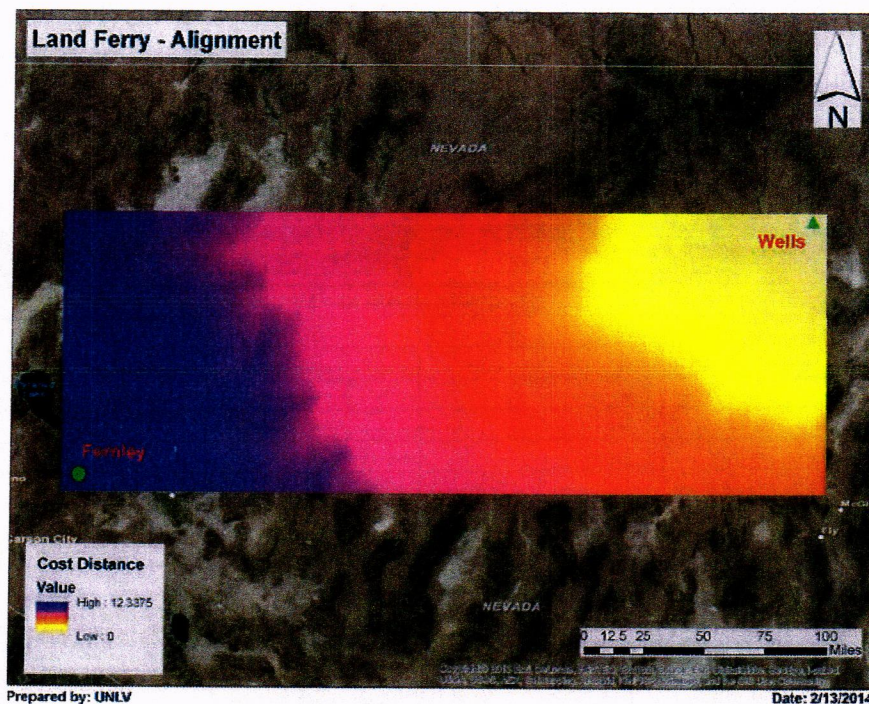 Land Ferry - Alignment
N
NEVADA
Wells
Fernley
Carson City
Ely
Cost Distance
Value
High : 12.3375
Low : 0
NEVADA
0 12.5 25 50 75 100
Miles
Prepared by: UNLV
Date: 2/13/2014